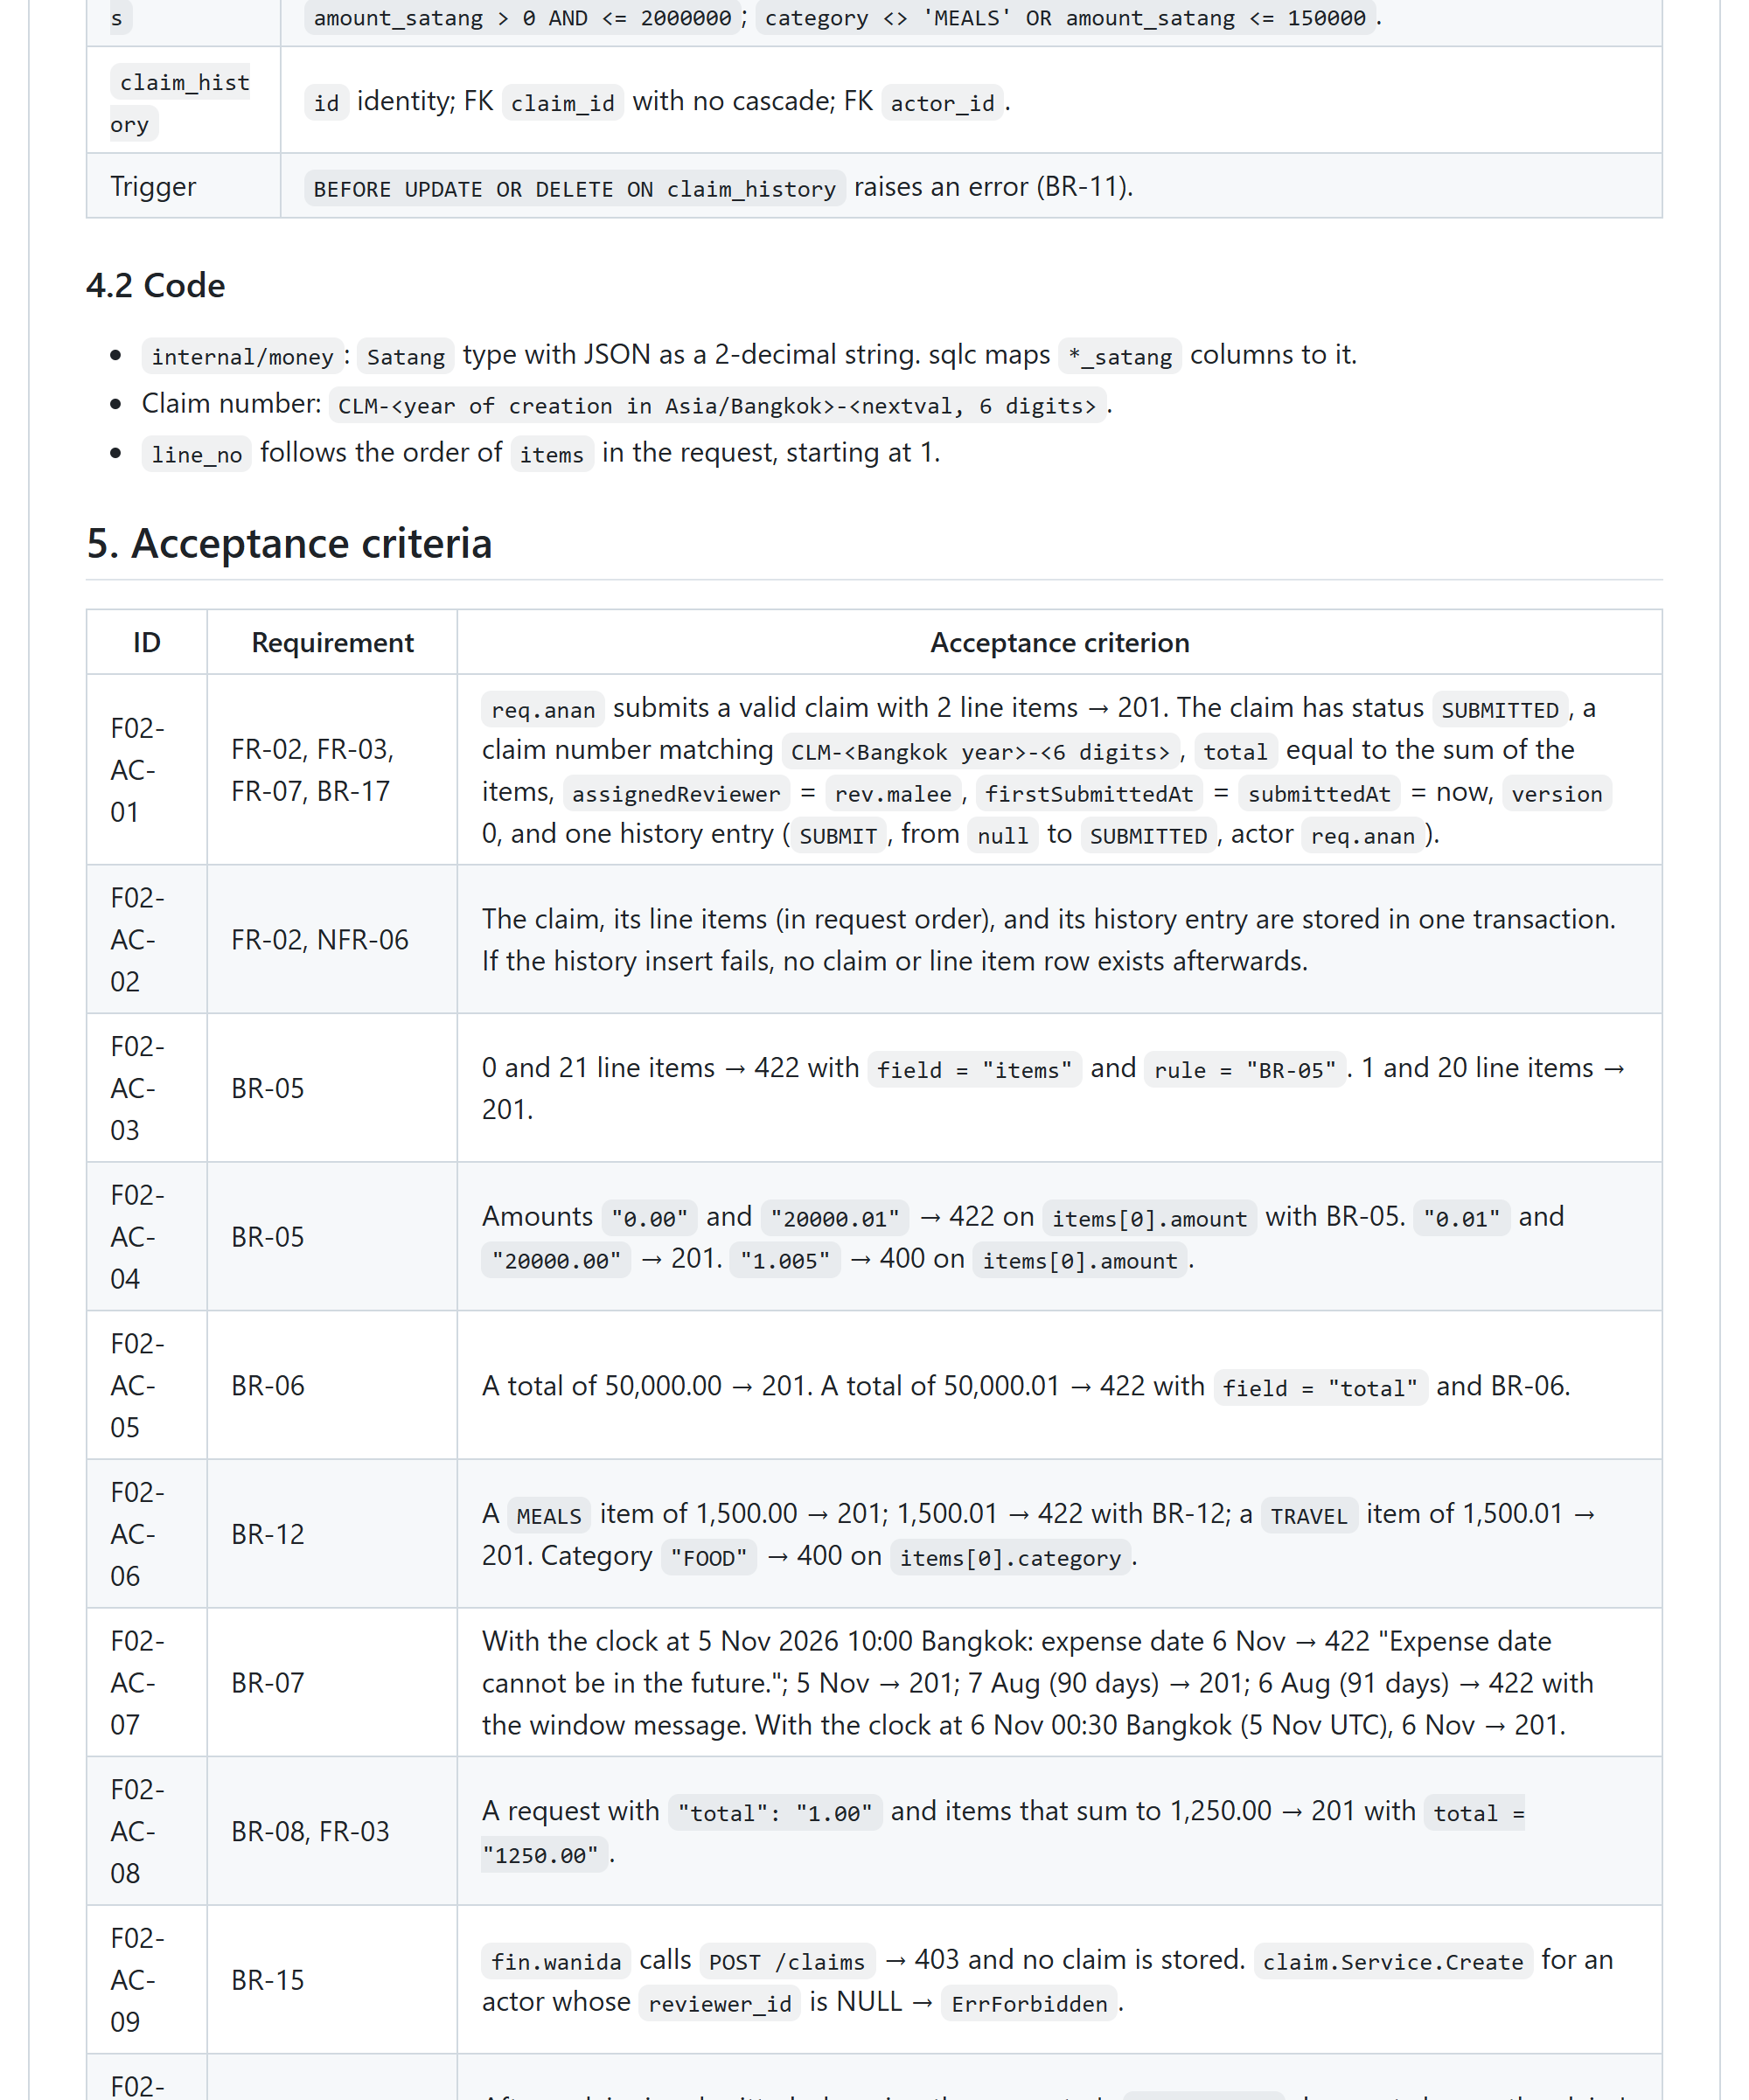 s
amount_satang > 0 AND <= 2000000; category <> 'MEALS' OR amount_satang <= 150000.
claim_hist
ory
id identity; FK claim_id with no cascade; FK actor_id.
Trigger
BEFORE UPDATE OR DELETE ON claim_history raises an error (BR-11).
4.2 Code
• internal/money: Satang type with JSON as a 2-decimal string. sqlc maps *_satang columns to it.
• Claim number: CLM-<year of creation in Asia/Bangkok>-<nextval, 6 digits>.
• line_no follows the order of items in the request, starting at 1.
5. Acceptance criteria
ID
Requirement
Acceptance criterion
F02-
AC-
01
FR-02, FR-03,
FR-07, BR-17
req.anan submits a valid claim with 2 line items → 201. The claim has status SUBMITTED, a
claim number matching CLM-<Bangkok year>-<6 digits>, total equal to the sum of the
items, assignedReviewer = rev.malee, firstSubmittedAt = submittedAt = now, version
0, and one history entry (SUBMIT, from null to SUBMITTED, actor req.anan).
F02-
AC-
02
FR-02, NFR-06
The claim, its line items (in request order), and its history entry are stored in one transaction.
If the history insert fails, no claim or line item row exists afterwards.
F02-
AC-
03
BR-05
0 and 21 line items → 422 with field = "items" and rule = "BR-05". 1 and 20 line items →
201.
F02-
AC-
04
BR-05
Amounts "0.00" and "20000.01" → 422 on items[0].amount with BR-05. "0.01" and
"20000.00" → 201. "1.005" → 400 on items[0].amount.
F02-
AC-
05
BR-06
A total of 50,000.00 → 201. A total of 50,000.01 → 422 with field = "total" and BR-06.
F02-
AC-
06
BR-12
A MEALS item of 1,500.00 → 201; 1,500.01 → 422 with BR-12; a TRAVEL item of 1,500.01 →
201. Category "FOOD" → 400 on items[0].category.
F02-
AC-
07
BR-07
With the clock at 5 Nov 2026 10:00 Bangkok: expense date 6 Nov → 422 "Expense date
cannot be in the future."; 5 Nov → 201; 7 Aug (90 days) → 201; 6 Aug (91 days) → 422 with
the window message. With the clock at 6 Nov 00:30 Bangkok (5 Nov UTC), 6 Nov → 201.
F02-
AC-
08
BR-08, FR-03
A request with "total": "1.00" and items that sum to 1,250.00 → 201 with total =
"1250.00".
F02-
AC-
09
BR-15
fin.wanida calls POST /claims → 403 and no claim is stored. claim.Service.Create for an
actor whose reviewer_id is NULL → ErrForbidden.
F02-